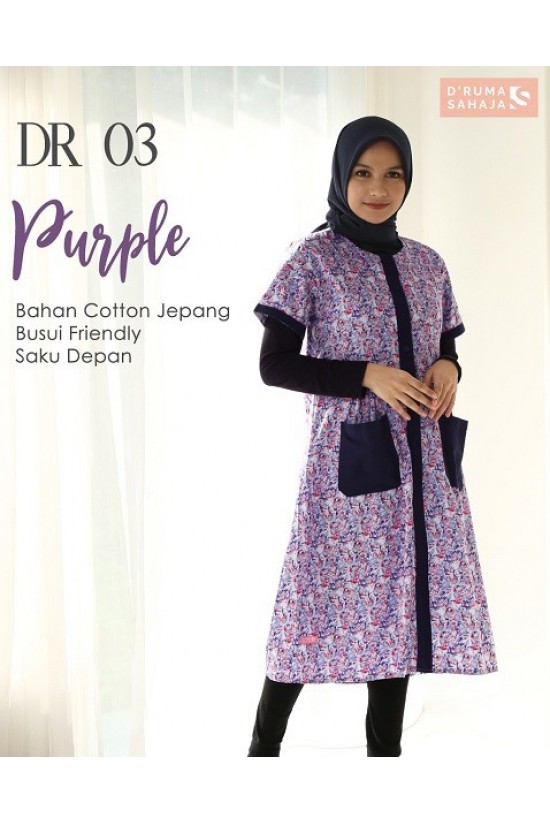 D'RUMA
SAHAJA
DR 03
Purple
Bahan Cotton Jepang
Busui Friendly
Saku Depan